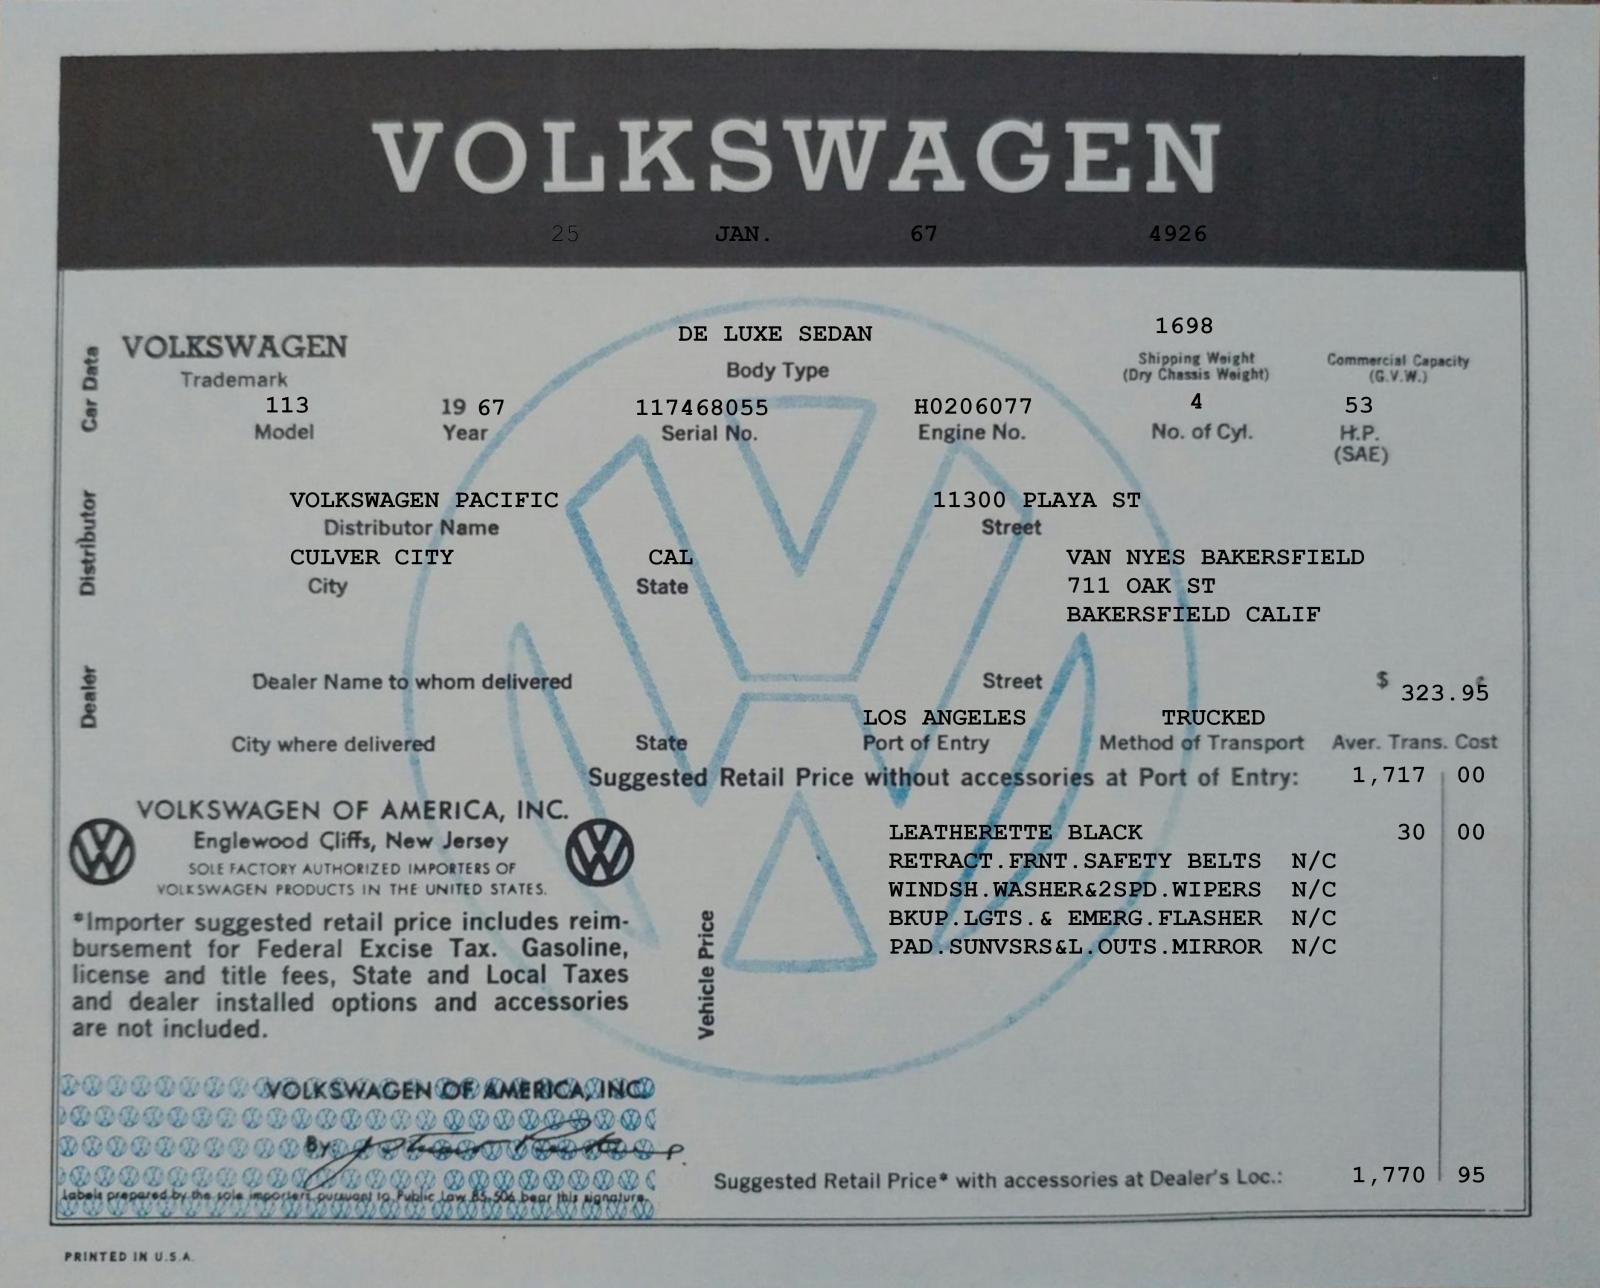 VOLKSWAGEN
25 JAN. 67 4926
Car Data
VOLKSWAGEN DE LUXE SEDAN 1698
Trademark Body Type Shipping Weight (Dry Chassis Weight) Commercial Capacity (G.V.W.)
113 19 67 117468055 H0206077 4 53
Model Year Serial No. Engine No. No. of Cyl. H.P. (SAE)
Distributor
VOLKSWAGEN PACIFIC 11300 PLAYA ST
Distributor Name Street
CULVER CITY CAL VAN NYES BAKERSFIELD
City State 711 OAK ST
BAKERSFIELD CALIF
Dealer
Dealer Name to whom delivered Street $ 323.95
LOS ANGELES TRUCKED
City where delivered State Port of Entry Method of Transport Aver. Trans. Cost
Suggested Retail Price without accessories at Port of Entry: 1,717 00
VOLKSWAGEN OF AMERICA, INC.
Englewood Cliffs, New Jersey
SOLE FACTORY AUTHORIZED IMPORTERS OF
VOLKSWAGEN PRODUCTS IN THE UNITED STATES.
*Importer suggested retail price includes reim-
bursement for Federal Excise Tax. Gasoline,
license and title fees, State and Local Taxes
and dealer installed options and accessories
are not included.
Vehicle Price
LEATHERETTE BLACK 30 00
RETRACT.FRNT.SAFETY BELTS N/C
WINDSH.WASHER&2SPD.WIPERS N/C
BKUP.LGTS.& EMERG.FLASHER N/C
PAD.SUNVSRS&L.OUTS.MIRROR N/C
VOLKSWAGEN OF AMERICA, INC.
By
Labels prepared by the sole importers pursuant to Public Law 85.506 bear this signature.
Suggested Retail Price* with accessories at Dealer's Loc.: 1,770 95
PRINTED IN U.S.A.